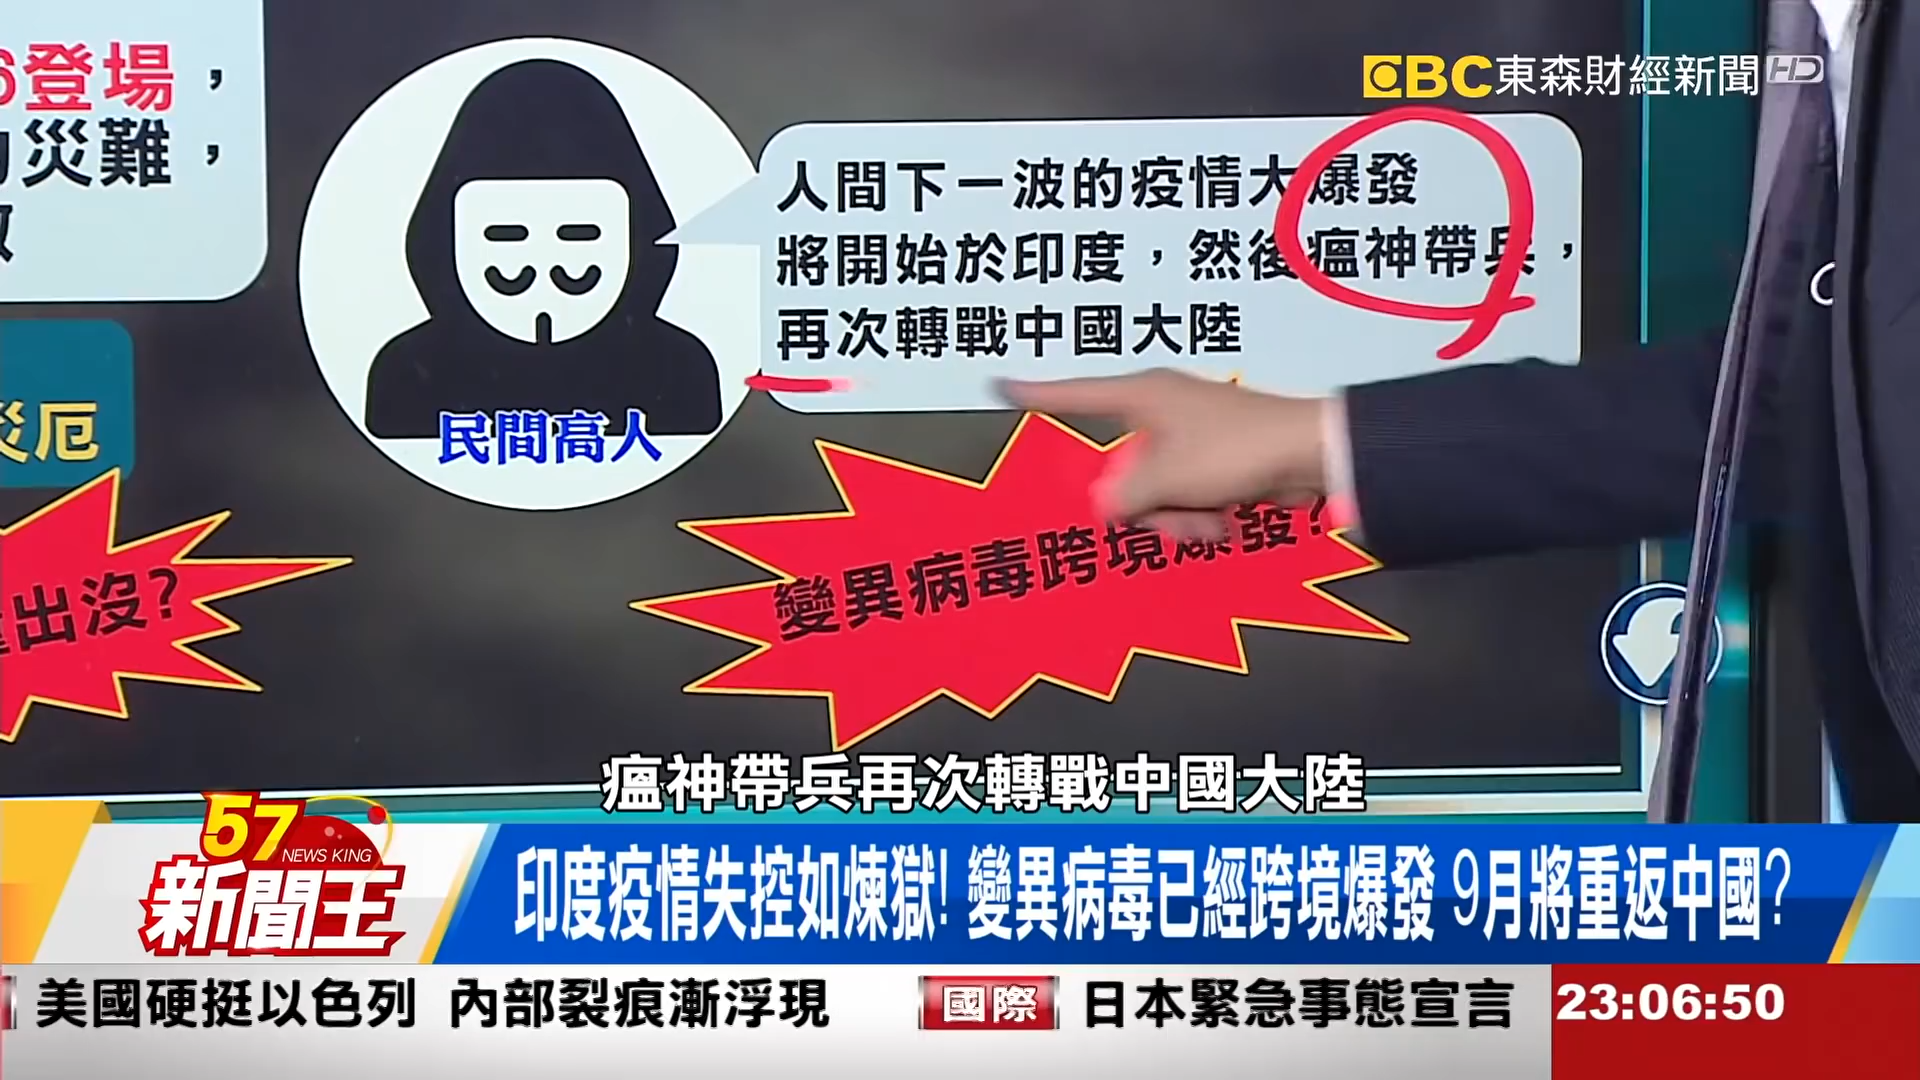 6登場，
災難，
災厄
出沒?
EBC東森財經新聞HD
人間下一波的疫情大爆發
將開始於印度，然後瘟神帶兵，
再次轉戰中國大陸
民間高人
變異病毒跨境爆發?
瘟神帶兵再次轉戰中國大陸
57
NEWS KING
新聞王
印度疫情失控如煉獄! 變異病毒已經跨境爆發 9月將重返中國?
美國硬挺以色列 內部裂痕漸浮現 國際 日本緊急事態宣言
23:06:50